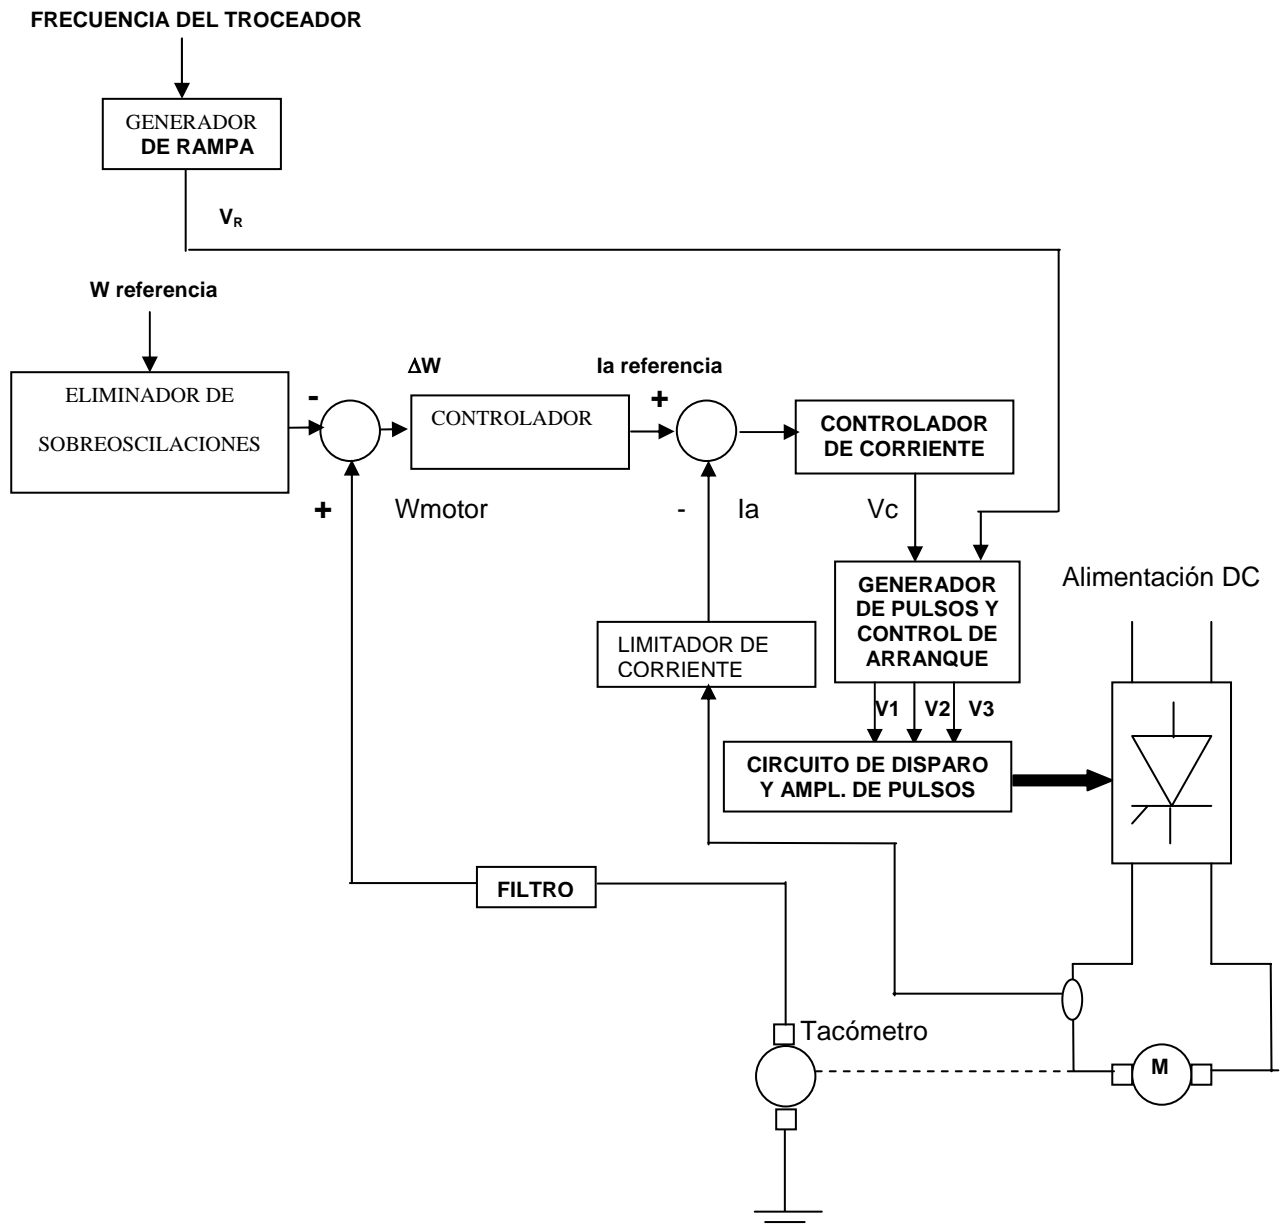 FRECUENCIA DEL TROCEADOR
GENERADOR
DE RAMPA
VR
W referencia
ELIMINADOR DE
SOBREOSCILACIONES
-
+
ΔW
CONTROLADOR
Wmotor
Ia referencia
+
-
Ia
CONTROLADOR
DE CORRIENTE
Vc
GENERADOR
DE PULSOS Y
CONTROL DE
ARRANQUE
Alimentación DC
LIMITADOR DE
CORRIENTE
V1 V2 V3
CIRCUITO DE DISPARO
Y AMPL. DE PULSOS
FILTRO
Tacómetro
M